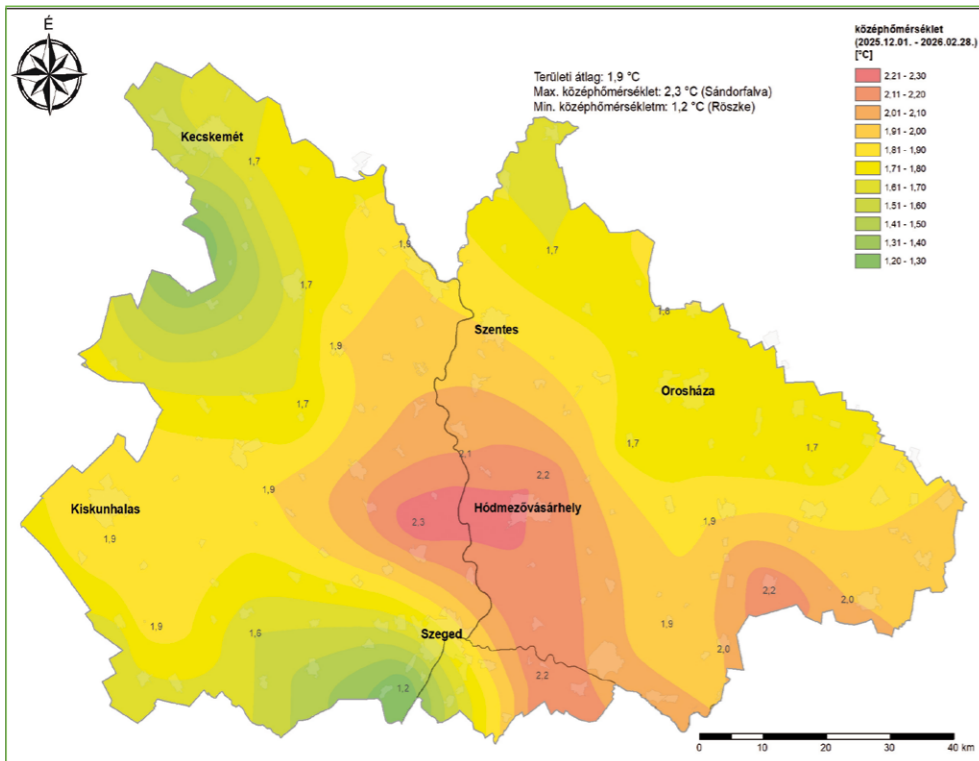 É
középhőmérséklet
(2025.12.01. - 2026.02.28.)
[°C]
2,21 - 2,30
2,11 - 2,20
2,01 - 2,10
1,91 - 2,00
1,81 - 1,90
1,71 - 1,80
1,61 - 1,70
1,51 - 1,60
1,41 - 1,50
1,31 - 1,40
1,20 - 1,30
Területi átlag: 1,9 °C
Max. középhőmérséklet: 2,3 °C (Sándorfalva)
Min. középhőmérsékletm: 1,2 °C (Röszke)
Kecskemét
1,7
1,9
1,7
1,7
1,8
Szentes
1,9
Orosháza
1,7
1,7
1,7
2,1
2,2
1,9
Kiskunhalas
Hódmezővásárhely
2,3
1,9
1,9
2,2
2,0
1,9
1,6
Szeged
1,9
2,0
2,2
1,2
0 10 20 30 40 km